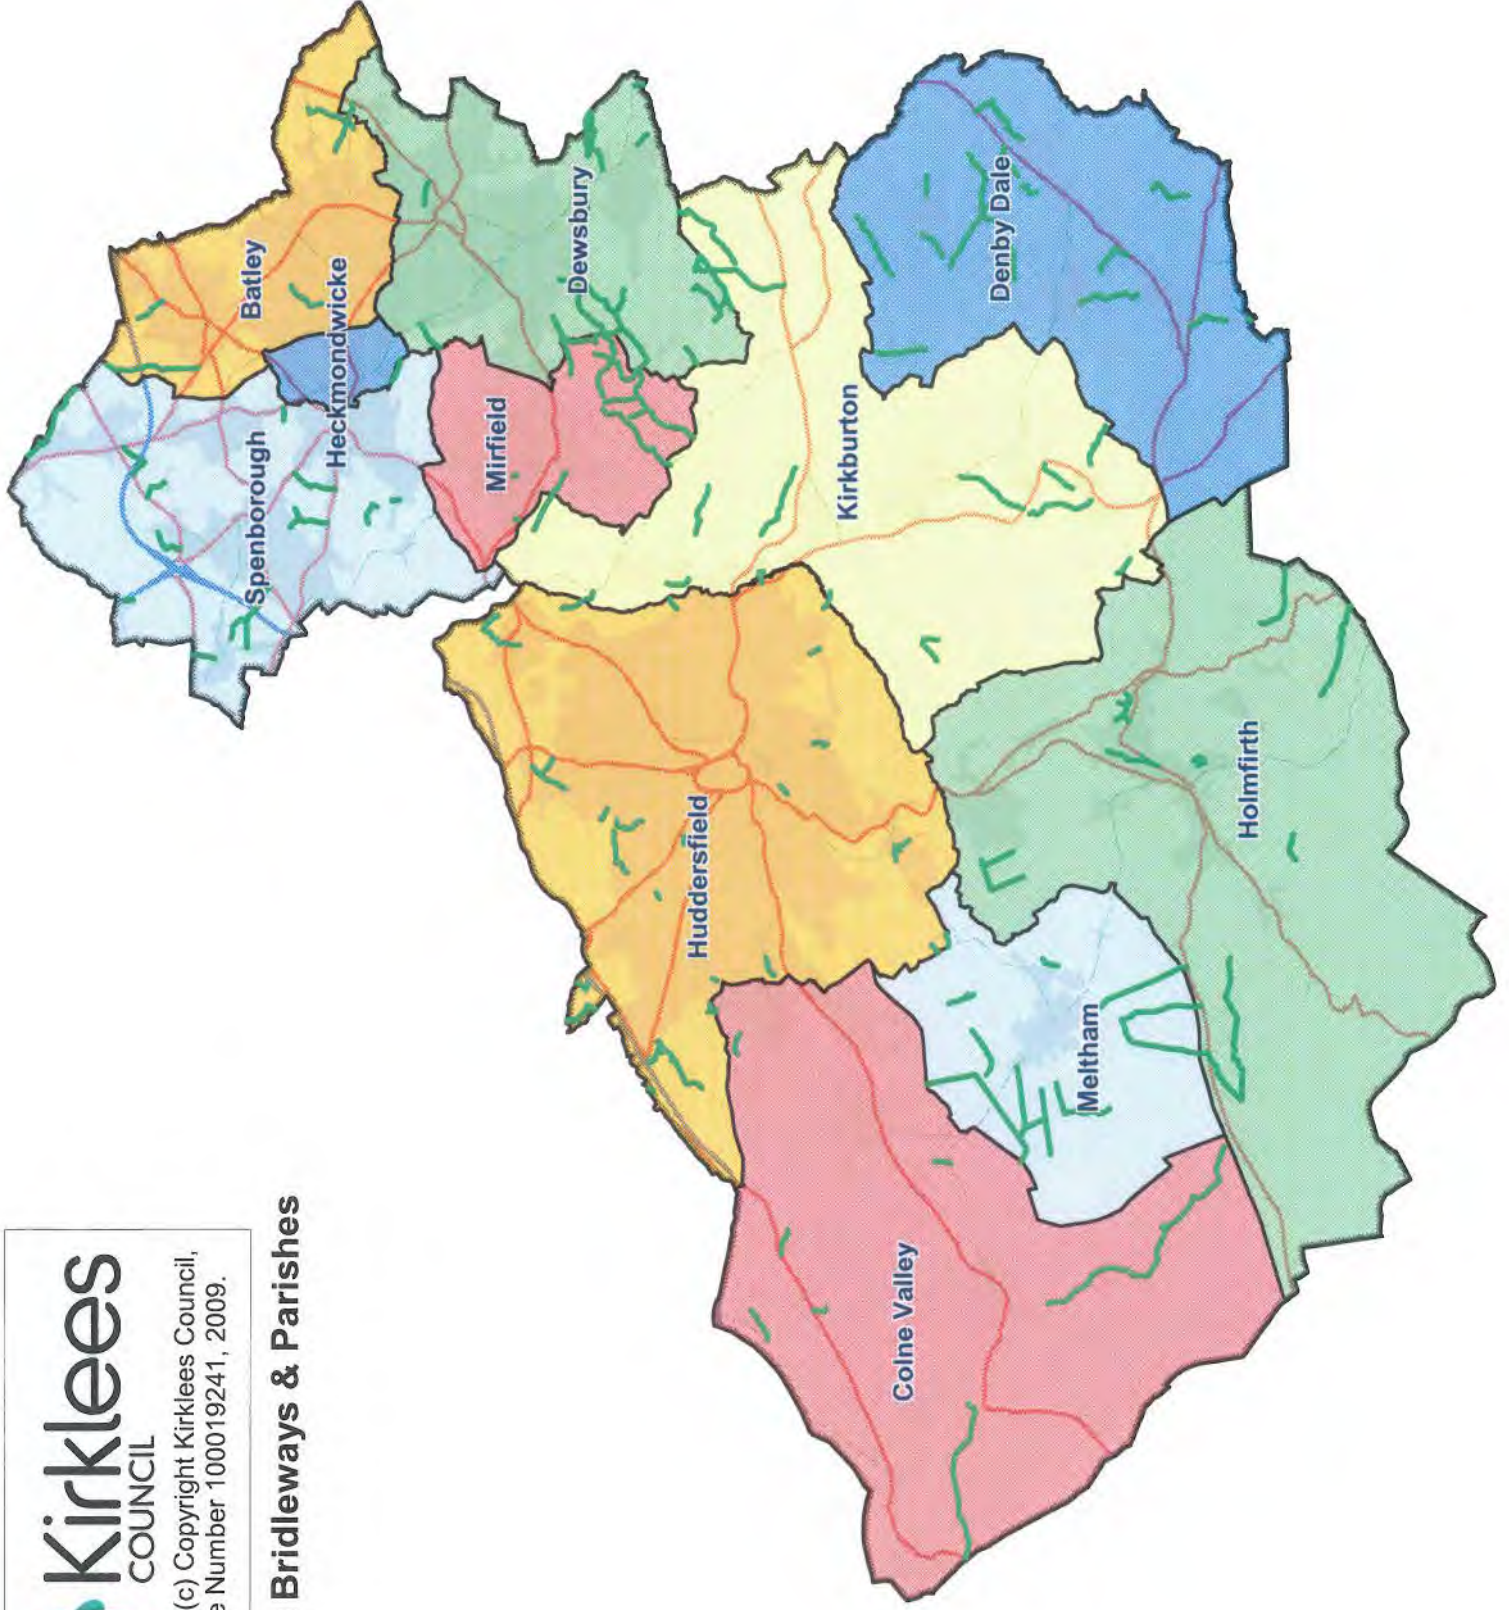 Kirklees
COUNCIL
(c) Copyright Kirklees Council,
Number 100019241, 2009.
Bridleways & Parishes
Batley
Heckmondwicke
Spenborough
Dewsbury
Mirfield
Denby Dale
Kirkburton
Huddersfield
Holmfirth
Meltham
Colne Valley